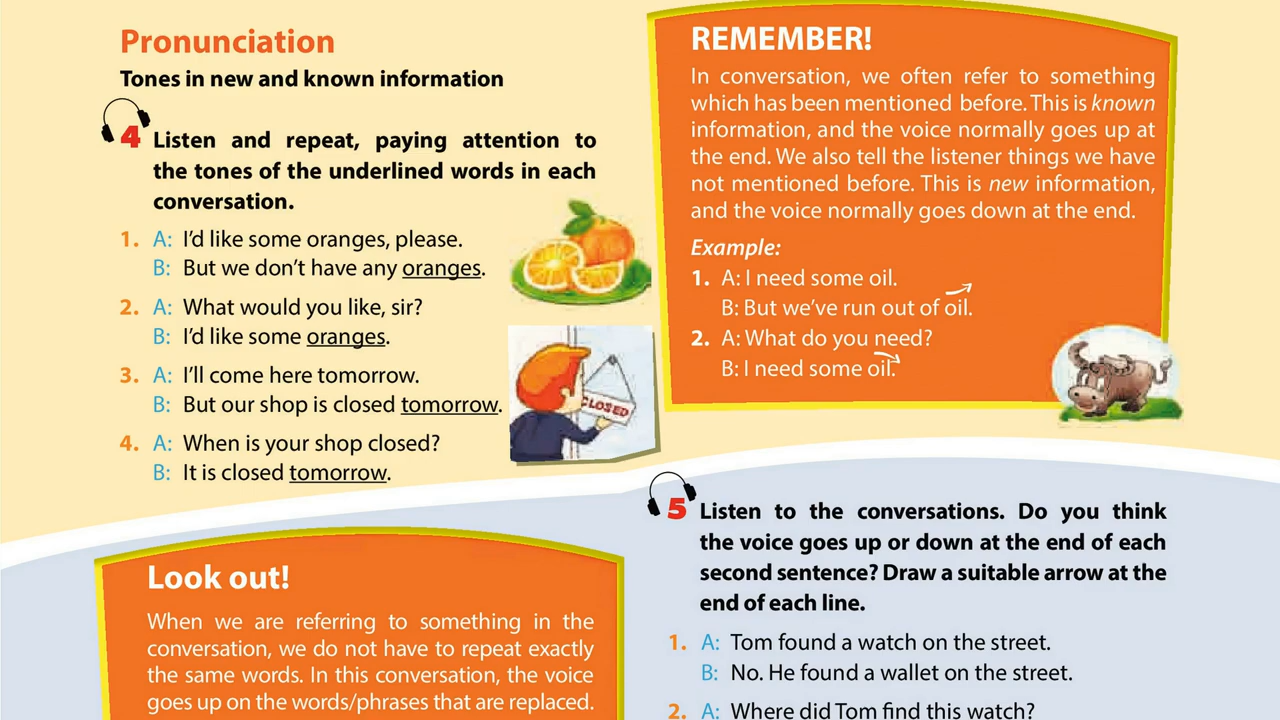 Pronunciation
Tones in new and known information
4 Listen and repeat, paying attention to
the tones of the underlined words in each
conversation.
1. A: I'd like some oranges, please.
B: But we don't have any oranges.
2. A: What would you like, sir?
B: I'd like some oranges.
3. A: I'll come here tomorrow.
B: But our shop is closed tomorrow.
4. A: When is your shop closed?
B: It is closed tomorrow.
CLOSED
Look out!
When we are referring to something in the
conversation, we do not have to repeat exactly
the same words. In this conversation, the voice
goes up on the words/phrases that are replaced.
REMEMBER!
In conversation, we often refer to something
which has been mentioned before. This is known
information, and the voice normally goes up at
the end. We also tell the listener things we have
not mentioned before. This is new information,
and the voice normally goes down at the end.
Example:
1. A: I need some oil.
B: But we've run out of oil.
2. A: What do you need?
B: I need some oil.
5 Listen to the conversations. Do you think
the voice goes up or down at the end of each
second sentence? Draw a suitable arrow at the
end of each line.
1. A: Tom found a watch on the street.
B: No. He found a wallet on the street.
2. A: Where did Tom find this watch?